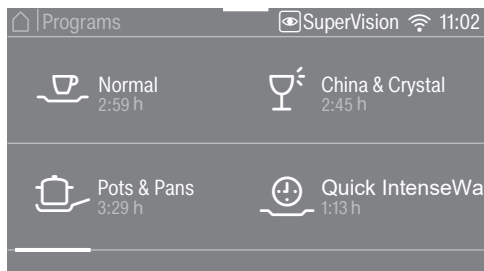 Programs SuperVision 11:02
Normal
2:59 h
China & Crystal
2:45 h
Pots & Pans
3:29 h
Quick IntenseWa
1:13 h